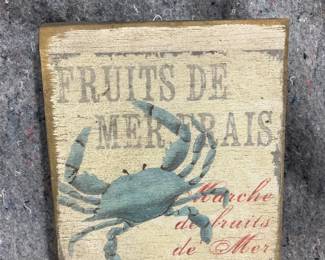 FRUITS DE
MER FRAIS
Marche
de fruits
de Mer